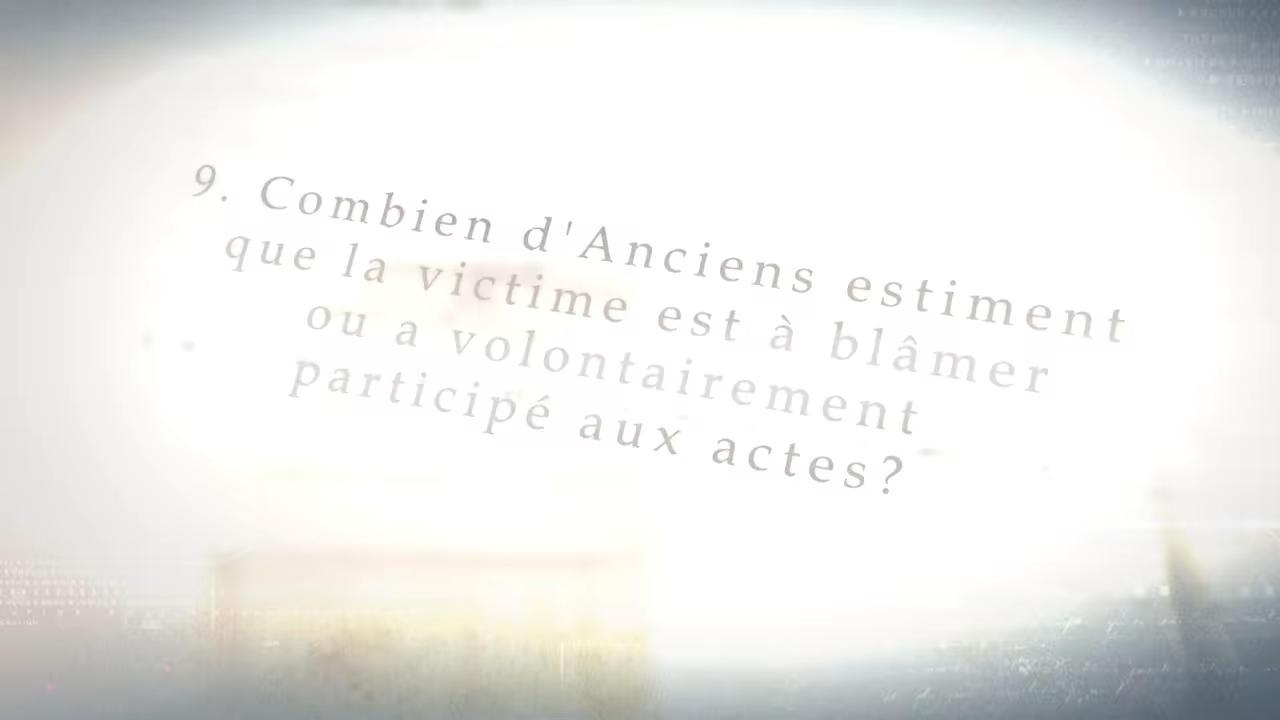 9. Combien d'Anciens estiment
que la victime est à blâmer
ou a volontairement
participé aux actes?